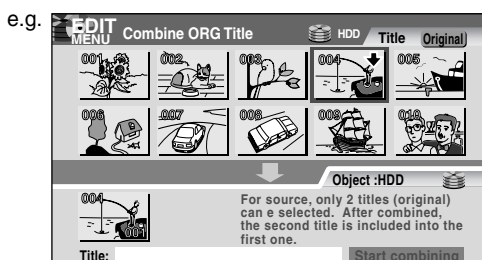 e.g.
EDIT
MENU
Combine ORG Title
HDD
Title
Original
001
002
003
004
005
006
007
008
009
010
Object :HDD
004
001
For source, only 2 titles (original)
can e selected. After combined,
the second title is included into the
first one.
Title:
Start combining